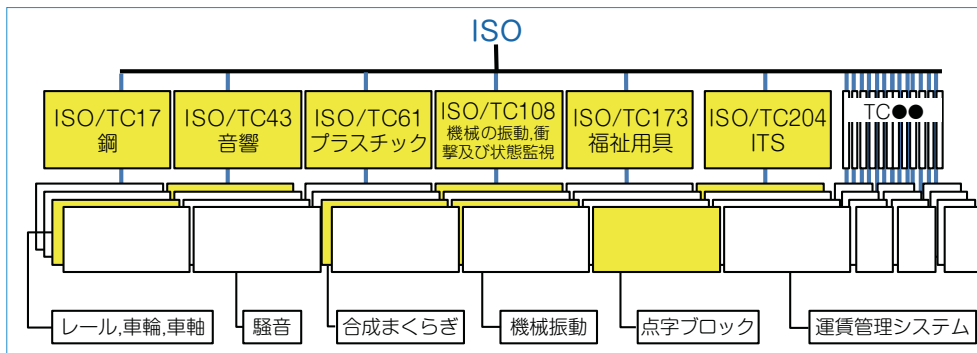 ISO
ISO/TC17
鋼
ISO/TC43
音響
ISO/TC61
プラスチック
ISO/TC108
機械の振動,衝
撃及び状態監視
ISO/TC173
福祉用具
ISO/TC204
ITS
TC●●
レール,車輪,車軸
騒音
合成まくらぎ
機械振動
点字ブロック
運賃管理システム